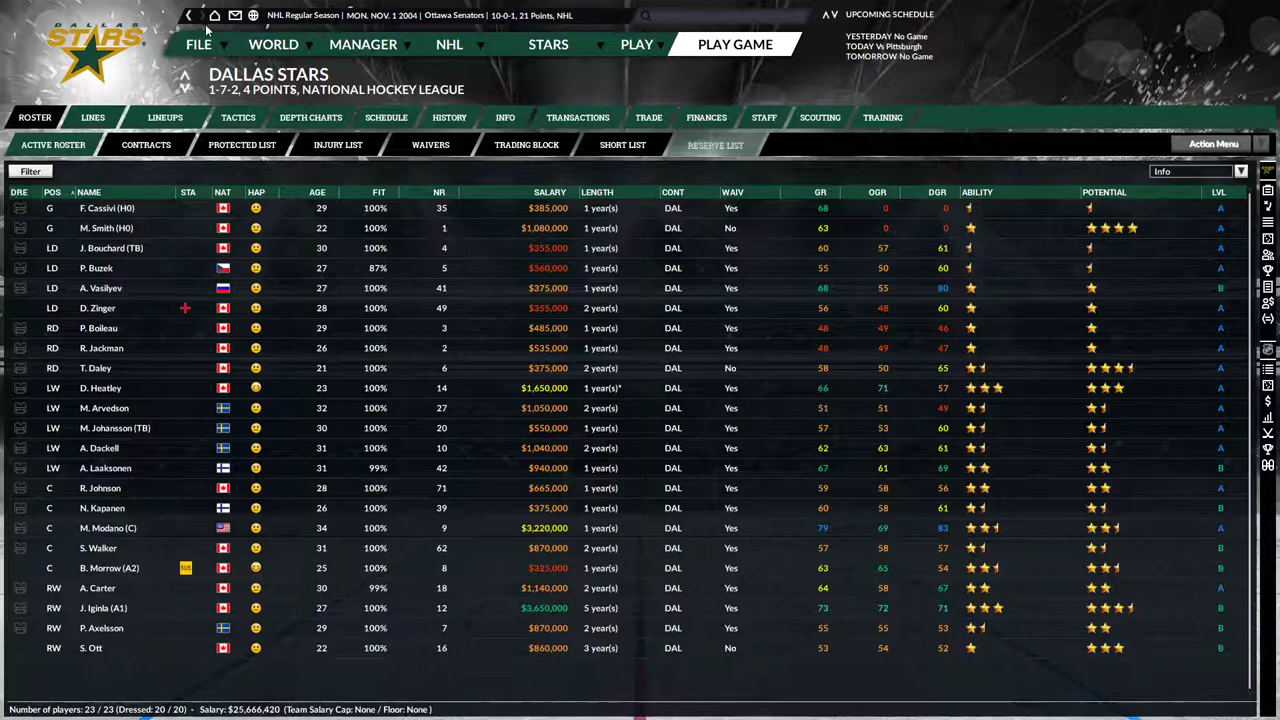 NHL Regular Season | MON. NOV. 1 2004 | Ottawa Senators | 10-0-1, 21 Points, NHL
UPCOMING SCHEDULE
YESTERDAY No Game
TODAY Vs Pittsburgh
TOMORROW No Game
DALLAS
STARS
FILE WORLD MANAGER NHL STARS PLAY PLAY GAME
DALLAS STARS
1-7-2, 4 POINTS, NATIONAL HOCKEY LEAGUE
ROSTER LINES LINEUPS TACTICS DEPTH CHARTS SCHEDULE HISTORY INFO TRANSACTIONS TRADE FINANCES STAFF SCOUTING TRAINING
ACTIVE ROSTER CONTRACTS PROTECTED LIST INJURY LIST WAIVERS TRADING BLOCK SHORT LIST RESERVE LIST Action Menu
Filter Info
DRE POS NAME STA NAT HAP AGE FIT NR SALARY LENGTH CONT WAIV GR OGR DGR ABILITY POTENTIAL LVL
G F. Cassivi (H0) 29 100% 35 $385,000 1 year(s) DAL Yes 68 0 0 A
G M. Smith (H0) 22 100% 1 $1,080,000 1 year(s) DAL No 63 0 0 A
LD J. Bouchard (TB) 30 100% 4 $355,000 1 year(s) DAL Yes 60 57 61 A
LD P. Buzek 27 87% 5 $360,000 1 year(s) DAL Yes 55 50 60 A
LD A. Vasilyev 27 100% 41 $375,000 1 year(s) DAL Yes 68 55 80 B
LD D. Zinger 28 100% 49 $355,000 2 year(s) DAL Yes 56 48 60 A
RD P. Boileau 29 100% 3 $485,000 1 year(s) DAL Yes 48 49 46 A
RD R. Jackman 26 100% 2 $535,000 1 year(s) DAL Yes 48 49 47 A
RD T. Daley 21 100% 6 $375,000 2 year(s) DAL No 58 50 65 A
LW D. Heatley 23 100% 14 $1,650,000 1 year(s)* DAL Yes 66 71 57 A
LW M. Arvedson 32 100% 27 $1,050,000 2 year(s) DAL Yes 51 51 49 A
LW M. Johansson (TB) 30 100% 20 $550,000 1 year(s) DAL Yes 57 53 60 A
LW A. Dackell 31 100% 10 $1,040,000 2 year(s) DAL Yes 62 63 61 A
LW A. Laaksonen 31 99% 42 $940,000 1 year(s) DAL Yes 67 61 69 B
C R. Johnson 28 100% 71 $665,000 1 year(s) DAL Yes 59 58 56 A
C N. Kapanen 26 100% 39 $375,000 1 year(s) DAL Yes 60 58 61 B
C M. Modano (C) 34 100% 9 $3,220,000 1 year(s) DAL Yes 79 69 83 A
C S. Walker 31 100% 62 $870,000 2 year(s) DAL Yes 57 58 57 B
C B. Morrow (A2) SUS 25 100% 8 $325,000 1 year(s) DAL Yes 63 65 54 B
RW A. Carter 30 99% 18 $1,140,000 2 year(s) DAL Yes 64 58 67 A
RW J. Iginla (A1) 27 100% 12 $3,650,000 5 year(s) DAL Yes 73 72 71 B
RW P. Axelsson 29 100% 7 $870,000 2 year(s) DAL Yes 55 55 53 B
RW S. Ott 22 100% 16 $860,000 3 year(s) DAL No 53 54 52 B
Number of players: 23 / 23 (Dressed: 20 / 20) - Salary: $25,666,420 (Team Salary Cap: None / Floor: None )